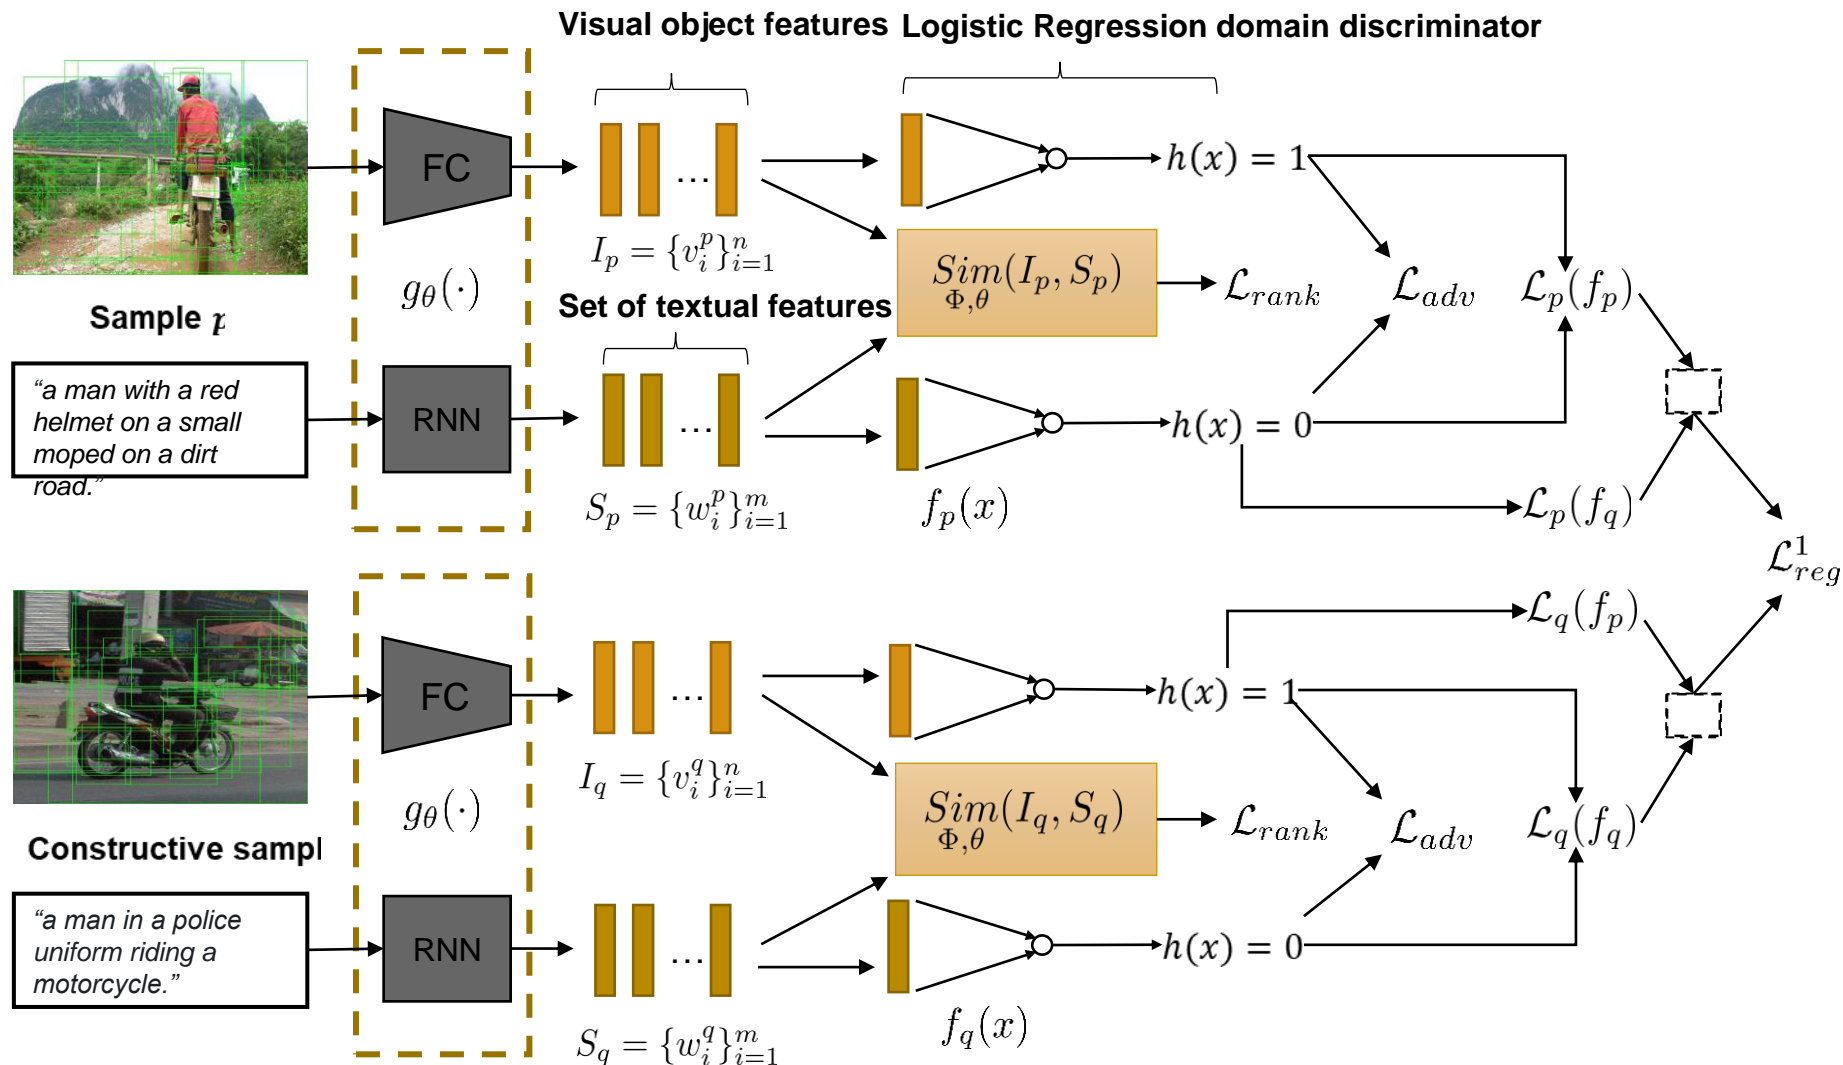 Visual object features
Logistic Regression domain discriminator
FC
I_p = {v_i^p}_{i=1}^n
h(x) = 1
g_θ(·)
Sim(I_p, S_p)
Φ,θ
ℒ_rank
ℒ_adv
ℒ_p(f_p)
Sample p
Set of textual features
“a man with a red
helmet on a small
moped on a dirt
road.”
RNN
S_p = {w_i^p}_{i=1}^m
f_p(x)
h(x) = 0
ℒ_p(f_q)
ℒ_reg^1
ℒ_q(f_p)
FC
POLICE
I_q = {v_i^q}_{i=1}^n
h(x) = 1
g_θ(·)
Sim(I_q, S_q)
Φ,θ
ℒ_rank
ℒ_adv
ℒ_q(f_q)
Constructive sampl
“a man in a police
uniform riding a
motorcycle.”
RNN
S_q = {w_i^q}_{i=1}^m
f_q(x)
h(x) = 0